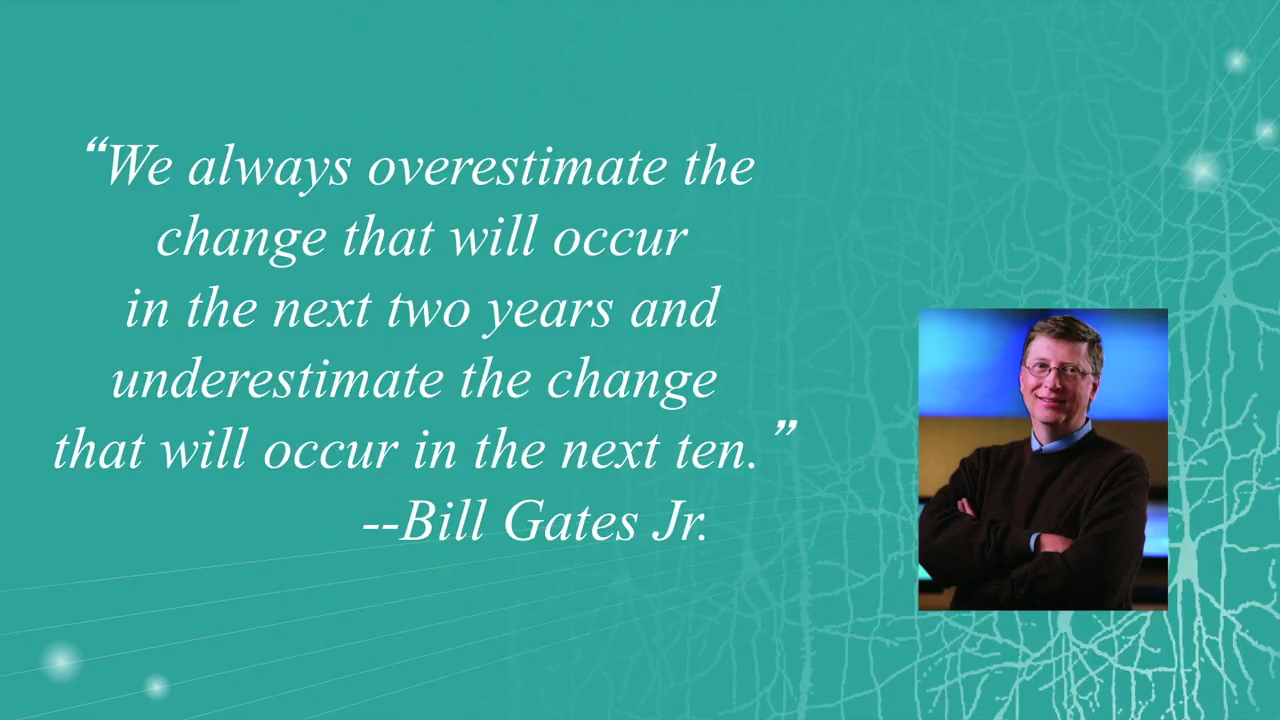 “We always overestimate the
change that will occur
in the next two years and
underestimate the change
that will occur in the next ten.”
--Bill Gates Jr.